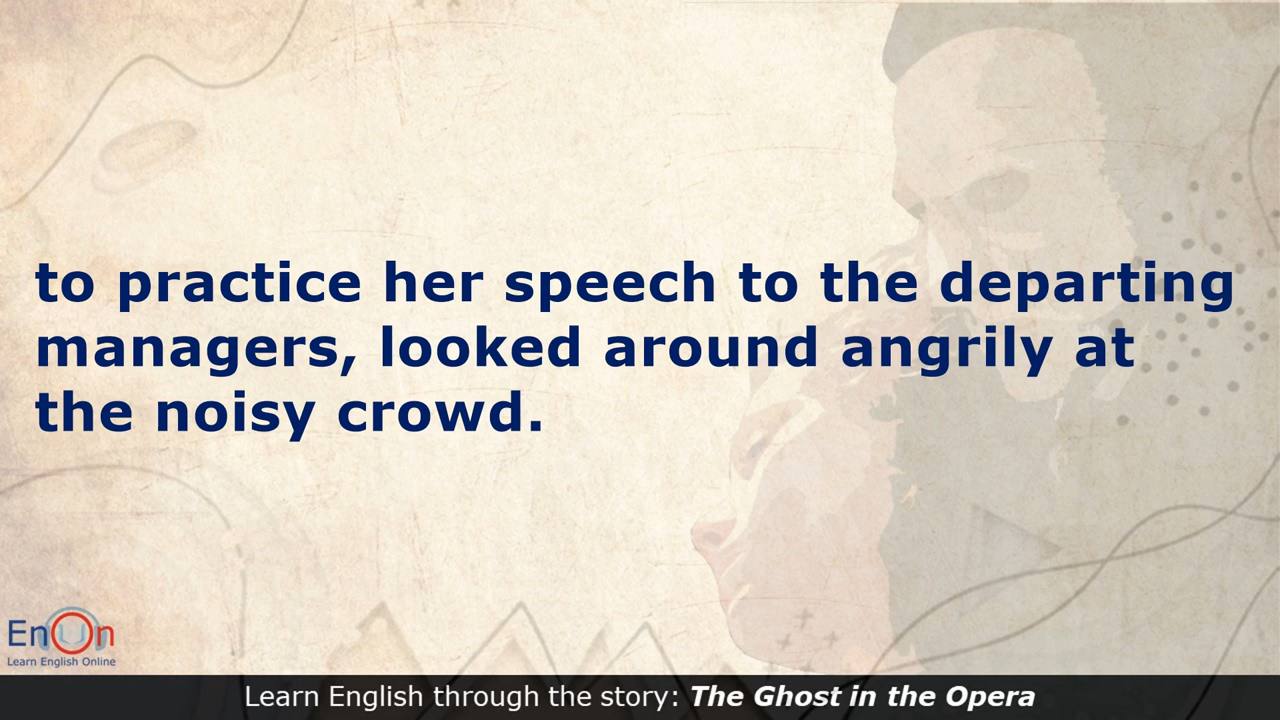 to practice her speech to the departing
managers, looked around angrily at
the noisy crowd.
EnOn
Learn English Online
Learn English through the story: The Ghost in the Opera